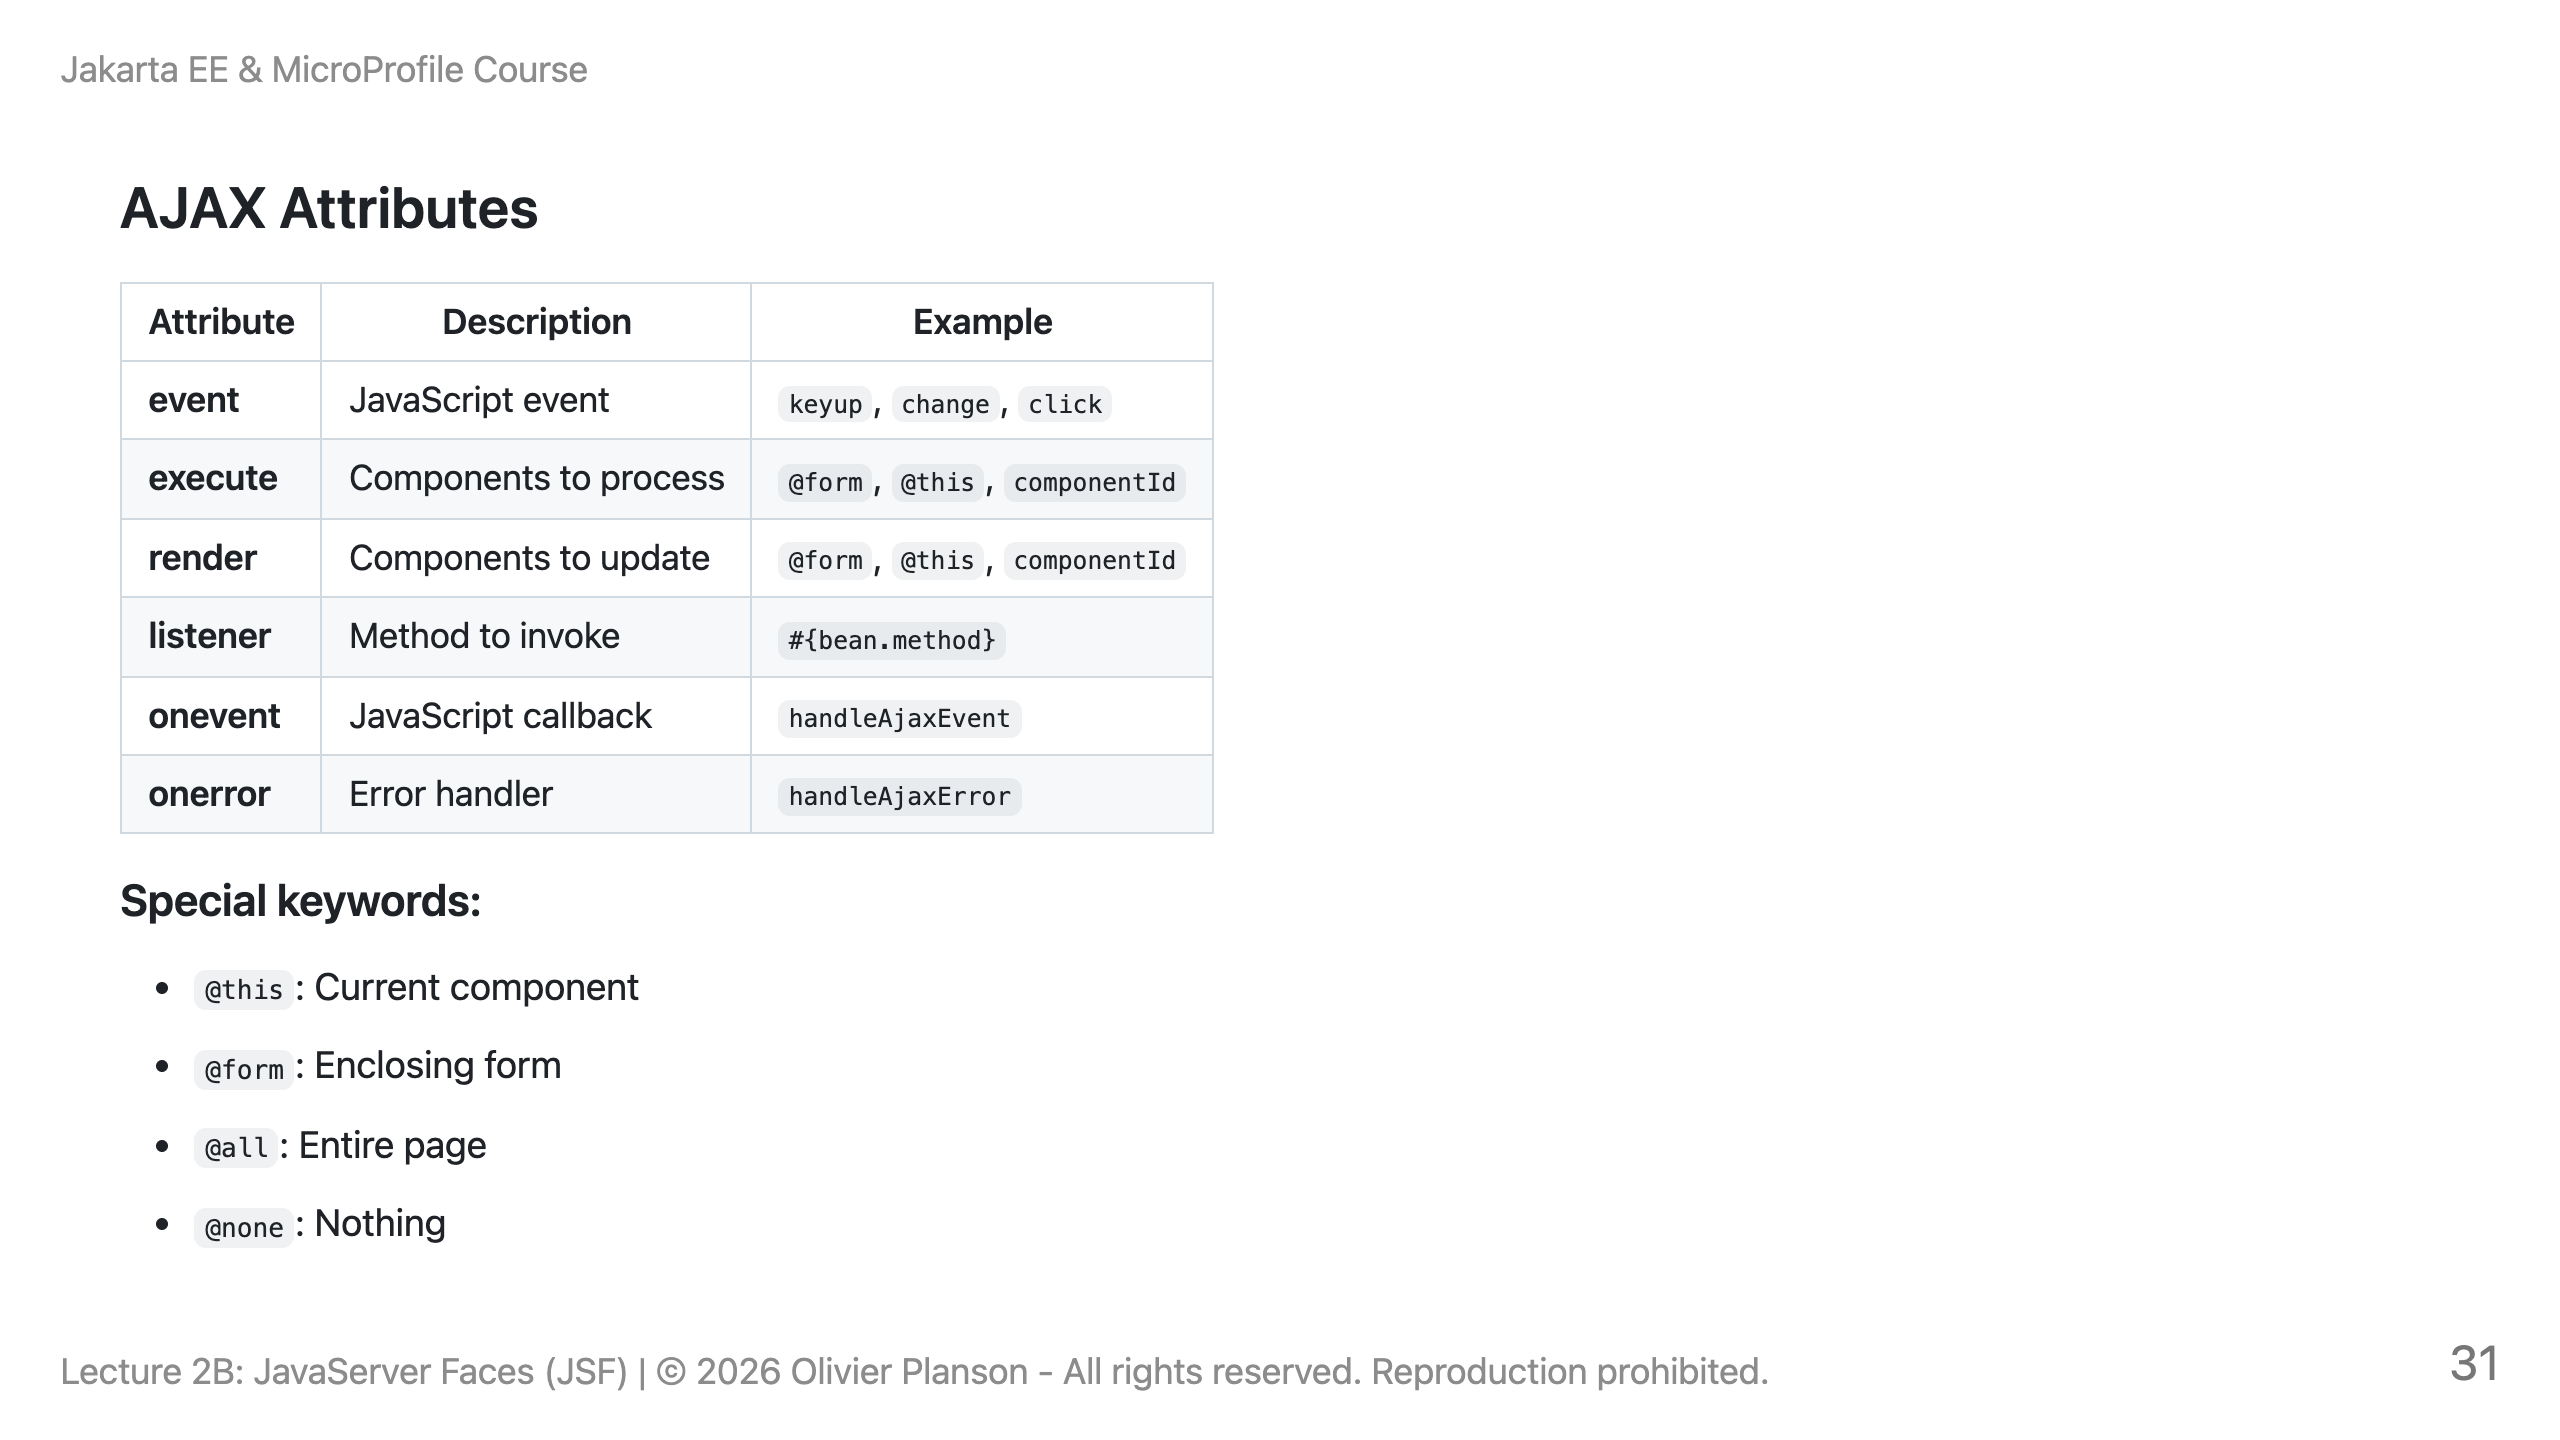 Jakarta EE & MicroProfile Course
AJAX Attributes
Attribute Description Example
event JavaScript event keyup, change, click
execute Components to process @form, @this, componentId
render Components to update @form, @this, componentId
listener Method to invoke #{bean.method}
onevent JavaScript callback handleAjaxEvent
onerror Error handler handleAjaxError
Special keywords:
• @this: Current component
• @form: Enclosing form
• @all: Entire page
• @none: Nothing
Lecture 2B: JavaServer Faces (JSF) | © 2026 Olivier Planson - All rights reserved. Reproduction prohibited. 31